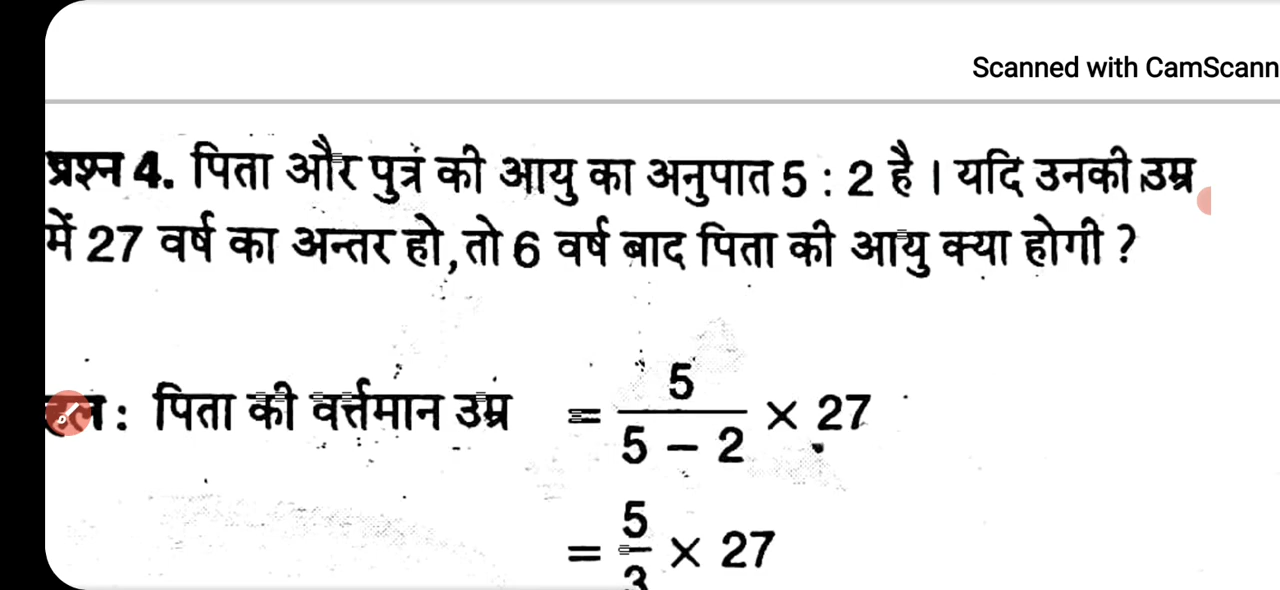 Scanned with CamScann
प्रश्न 4. पिता और पुत्र की आयु का अनुपात 5 : 2 है । यदि उनकी उम्र
में 27 वर्ष का अन्तर हो, तो 6 वर्ष बाद पिता की आयु क्या होगी ?
हल : पिता की वर्त्तमान उम्र = 5 / (5 – 2) × 27
= 5/3 × 27